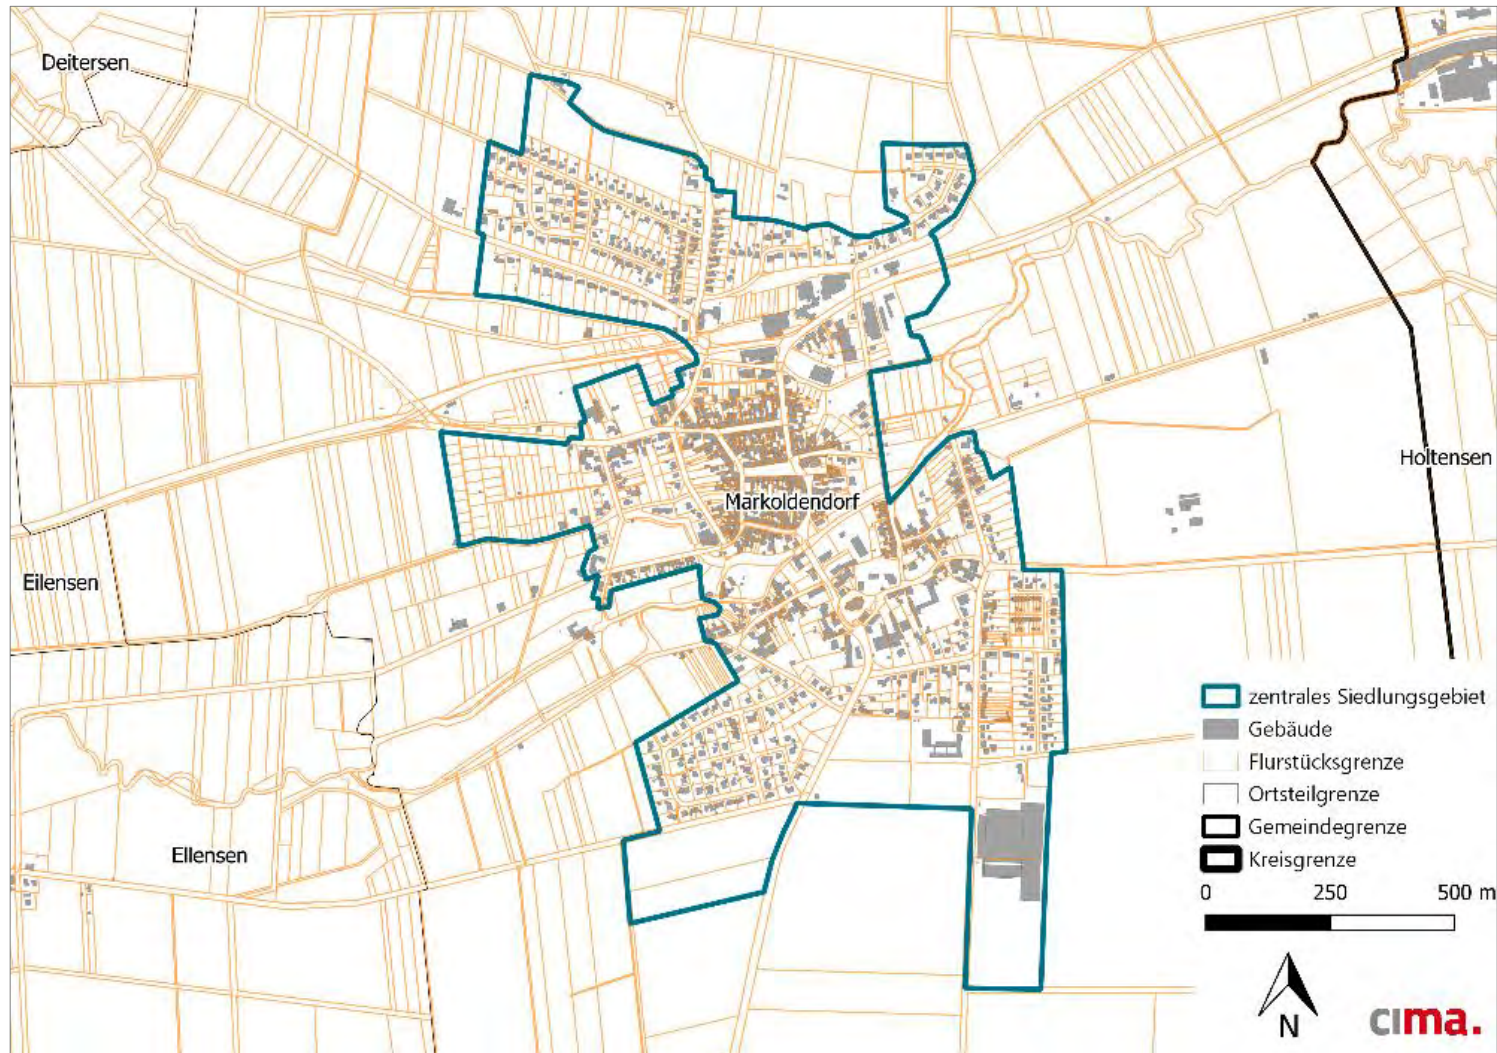 Deitersen
Holtensen
Markoldendorf
Eilensen
Ellensen
zentrales Siedlungsgebiet
Gebäude
Flurstücksgrenze
Ortsteilgrenze
Gemeindegrenze
Kreisgrenze
0 250 500 m
N
cima.